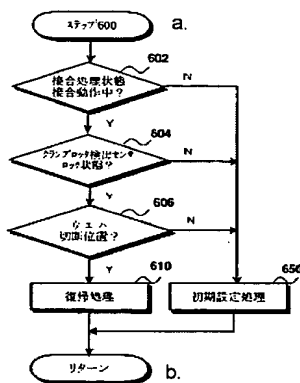 ステップ600
a.
602
接合処理状態
接合動作中?
N
Y
604
クランプロック検出センサ
ロック状態?
N
Y
606
ウエハ
切断位置?
N
Y
610
復帰処理
650
初期設定処理
リターン
b.